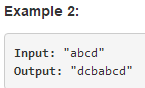 Example 2:
Input: "abcd"
Output: "dcbabcd"